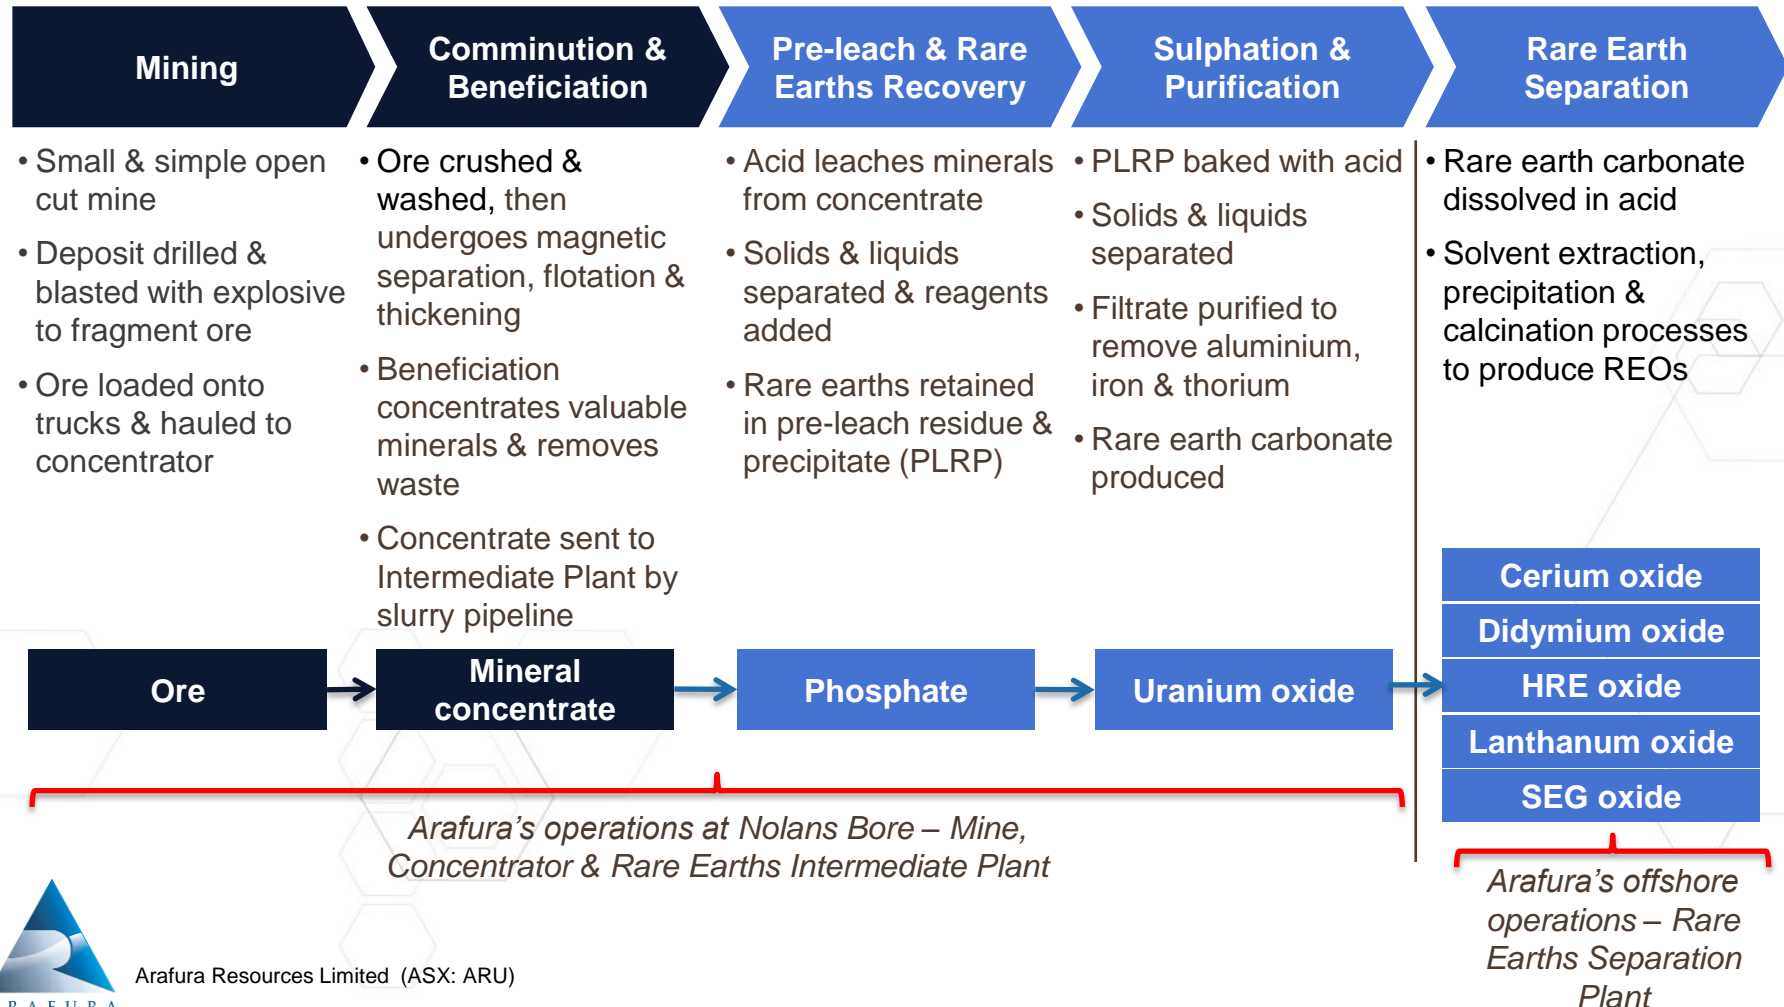 Mining
Comminution &
Beneficiation
Pre-leach & Rare
Earths Recovery
Sulphation &
Purification
Rare Earth
Separation
• Small & simple open
cut mine
• Deposit drilled &
blasted with explosive
to fragment ore
• Ore loaded onto
trucks & hauled to
concentrator
• Ore crushed &
washed, then
undergoes magnetic
separation, flotation &
thickening
• Beneficiation
concentrates valuable
minerals & removes
waste
• Concentrate sent to
Intermediate Plant by
slurry pipeline
• Acid leaches minerals
from concentrate
• Solids & liquids
separated & reagents
added
• Rare earths retained
in pre-leach residue &
precipitate (PLRP)
• PLRP baked with acid
• Solids & liquids
separated
• Filtrate purified to
remove aluminium,
iron & thorium
• Rare earth carbonate
produced
• Rare earth carbonate
dissolved in acid
• Solvent extraction,
precipitation &
calcination processes
to produce REOs
Ore
Mineral
concentrate
Phosphate
Uranium oxide
Cerium oxide
Didymium oxide
HRE oxide
Lanthanum oxide
SEG oxide
Arafura's operations at Nolans Bore – Mine,
Concentrator & Rare Earths Intermediate Plant
Arafura's offshore
operations – Rare
Earths Separation
Plant
Arafura Resources Limited (ASX: ARU)